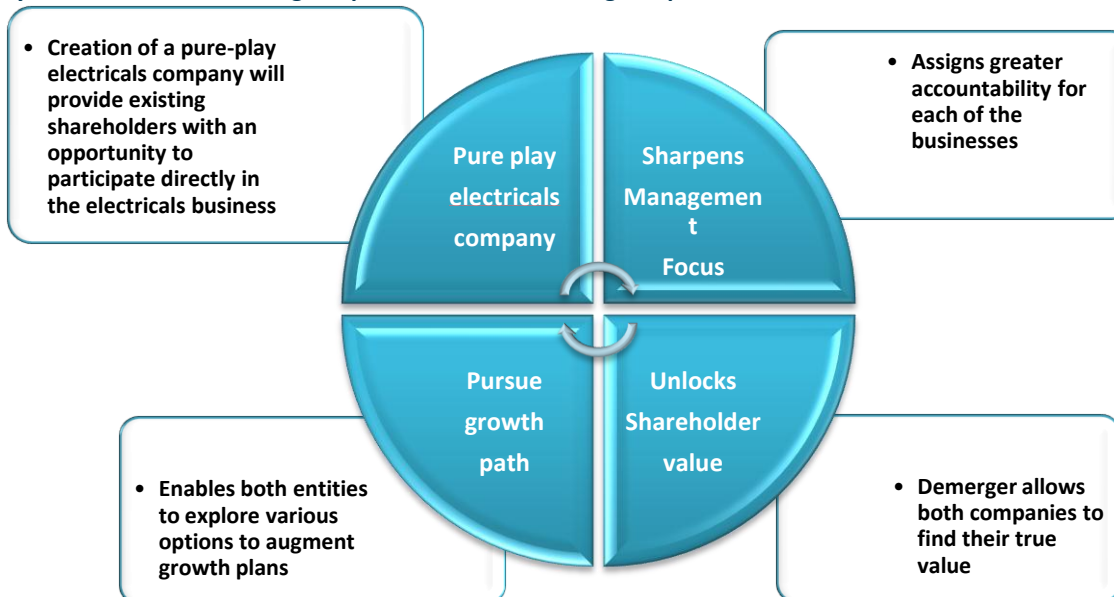 • Creation of a pure-play
electricals company will
provide existing
shareholders with an
opportunity to
participate directly in
the electricals business
Pure play
electricals
company
Sharpens
Managemen
t
Focus
• Assigns greater
accountability for
each of the
businesses
Pursue
growth
path
Unlocks
Shareholder
value
• Enables both entities
to explore various
options to augment
growth plans
• Demerger allows
both companies to
find their true
value